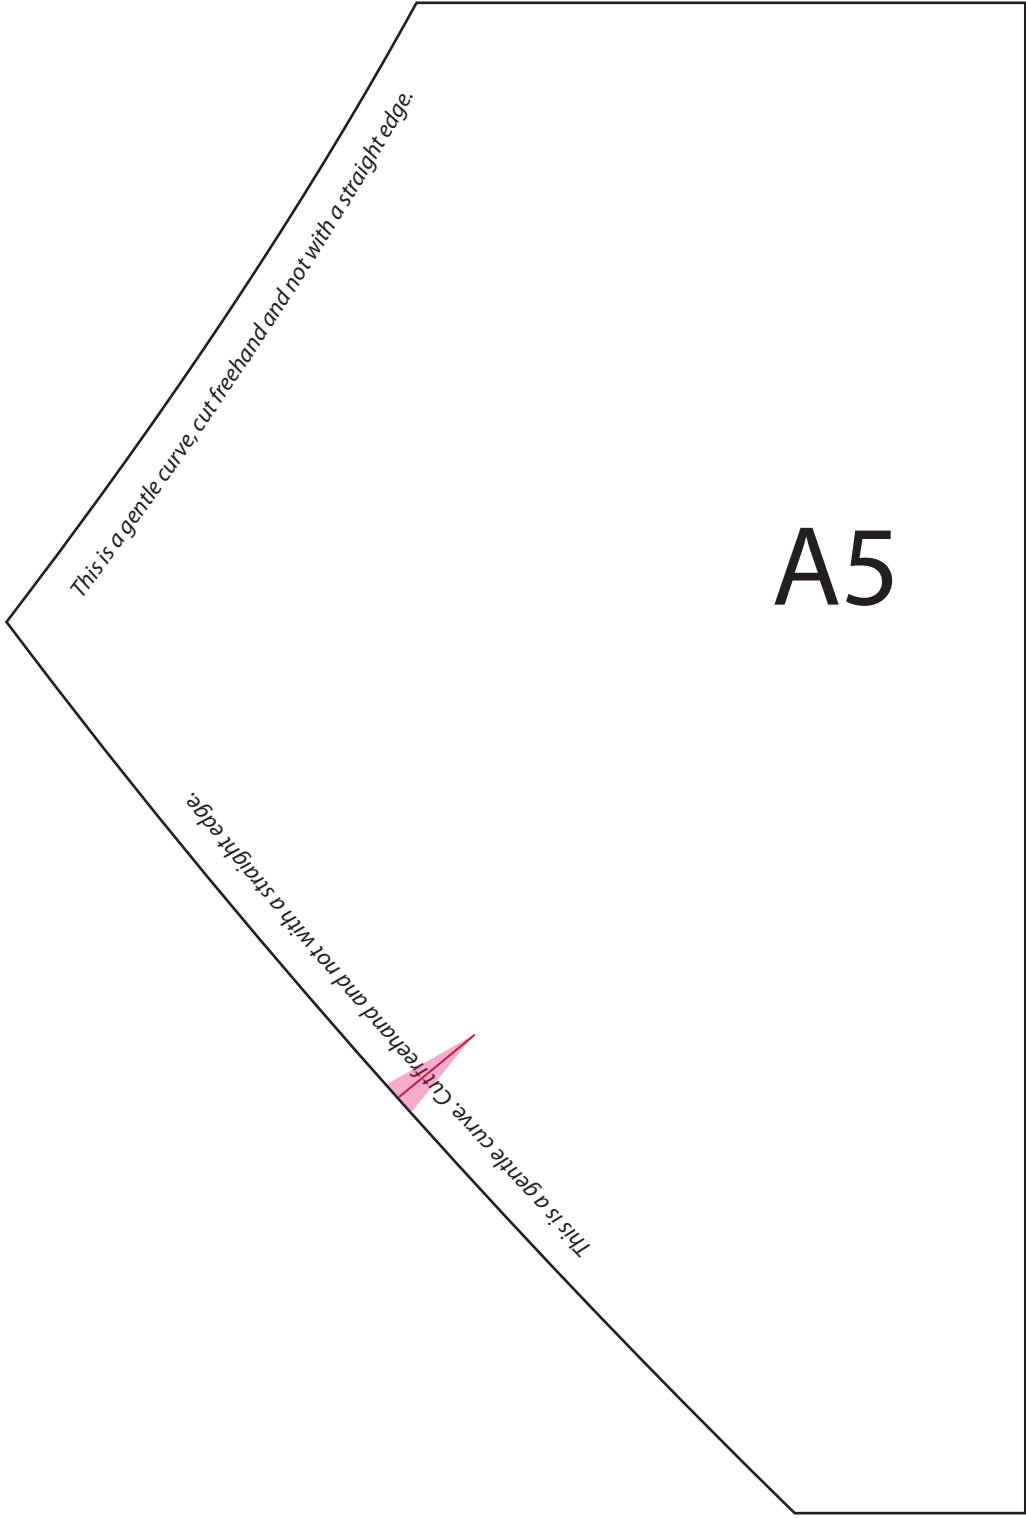 This is a gentle curve, cut freehand and not with a straight edge.
A5
This is a gentle curve. Cut freehand and not with a straight edge.